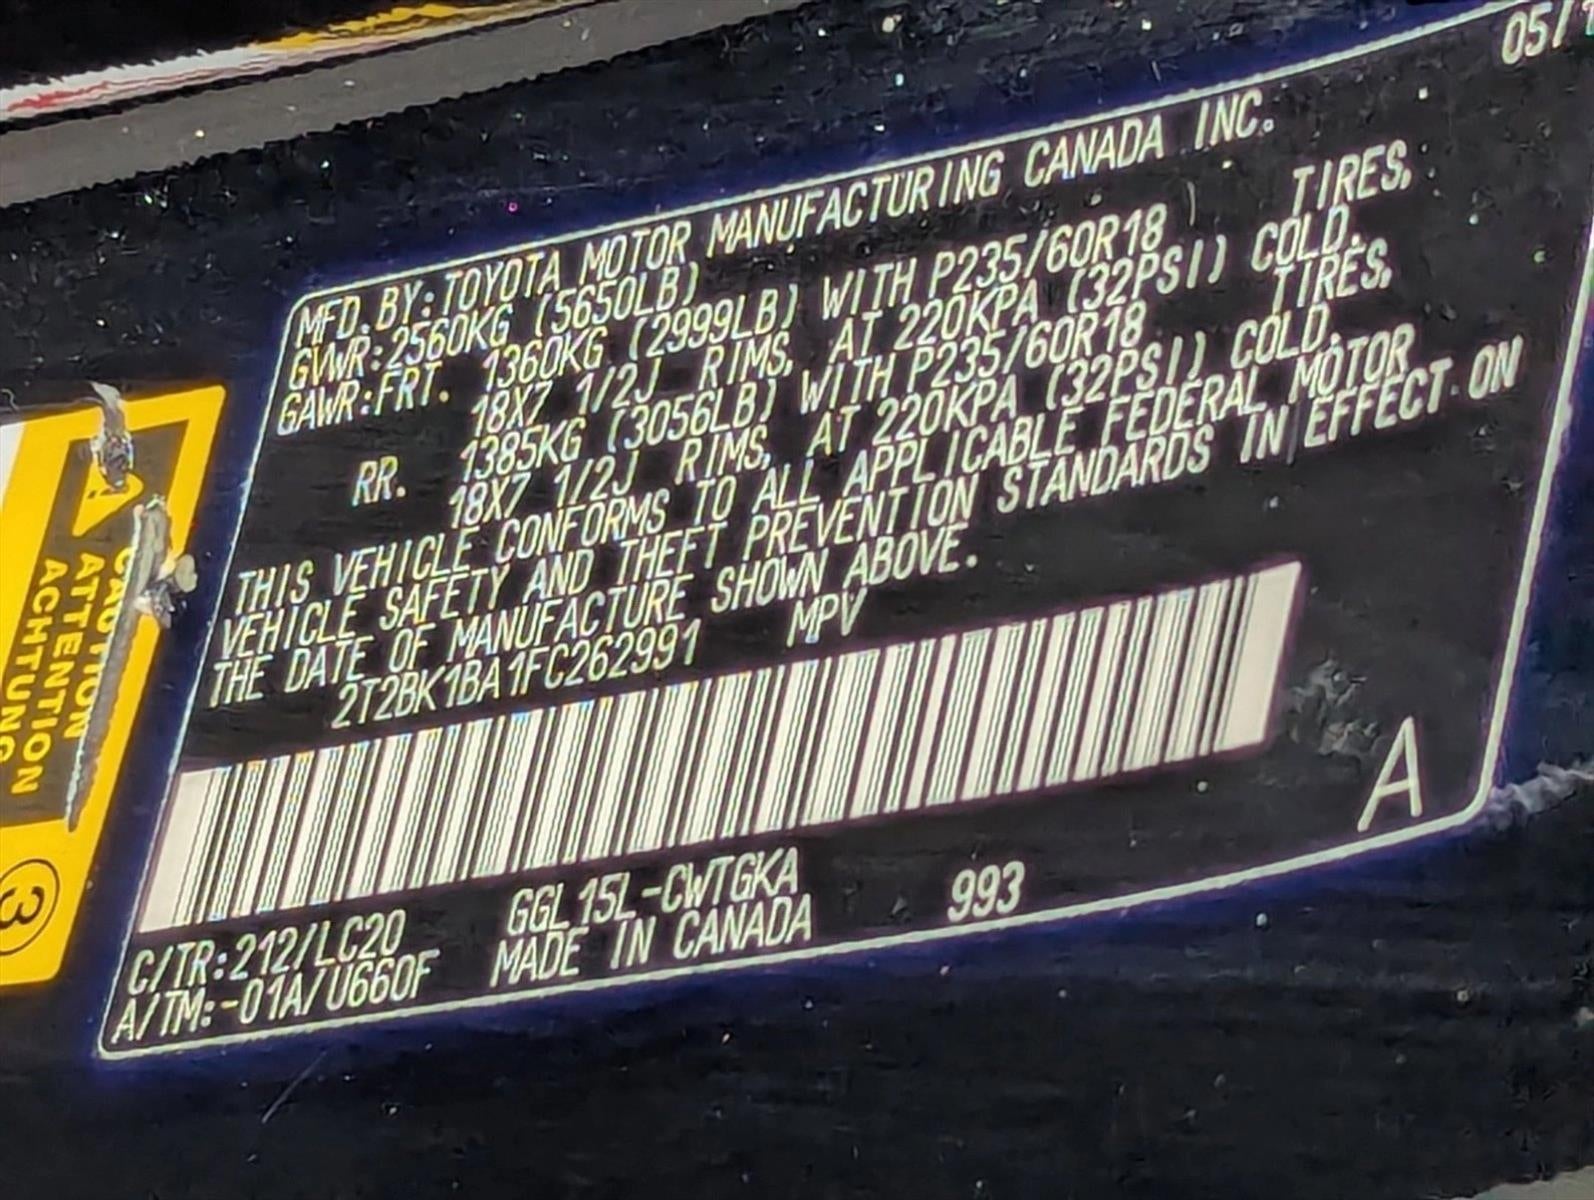 05/1
MFD. BY: TOYOTA MOTOR MANUFACTURING CANADA INC.
GVWR: 2560KG (5650LB)
GAWR: FRT. 1360KG (2999LB) WITH P235/60R18 TIRES,
18X7 1/2J RIMS, AT 220KPA (32PSI) COLD.
RR. 1385KG (3056LB) WITH P235/60R18 TIRES,
18X7 1/2J RIMS, AT 220KPA (32PSI) COLD.
THIS VEHICLE CONFORMS TO ALL APPLICABLE FEDERAL MOTOR
VEHICLE SAFETY AND THEFT PREVENTION STANDARDS IN EFFECT ON
THE DATE OF MANUFACTURE SHOWN ABOVE.
2T2BK1BA1FC262991 MPV
A
C/TR: 212/LC20 GGL15L-CWTGKA
A/TM: -01A/U660F MADE IN CANADA 993
CAUTION
ATTENTION
ACHTUNG
3